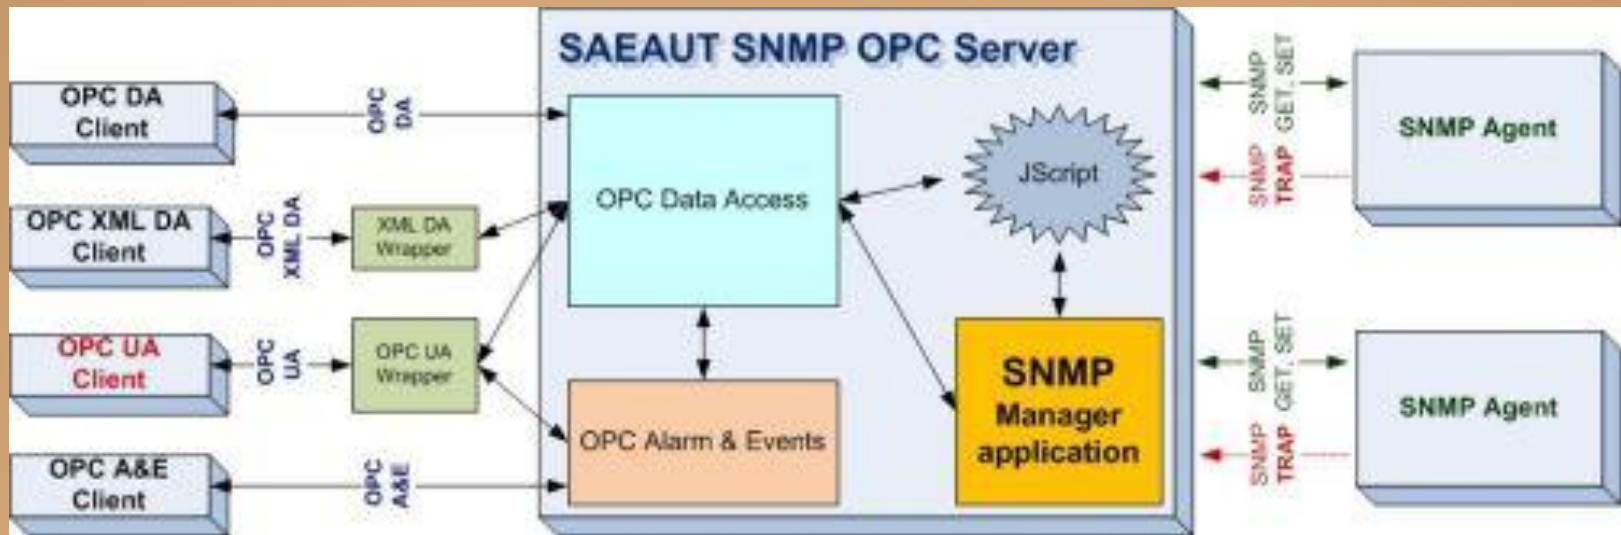 SAEAUT SNMP OPC Server
OPC DA
Client
OPC
DA
OPC XML DA
Client
OPC
XML DA
XML DA
Wrapper
OPC UA
Client
OPC
UA
OPC UA
Wrapper
OPC A&E
Client
OPC
A&E
OPC Data Access
OPC Alarm & Events
JScript
SNMP
Manager
application
SNMP
GET, SET
SNMP
TRAP
SNMP Agent
SNMP
GET, SET
SNMP
TRAP
SNMP Agent